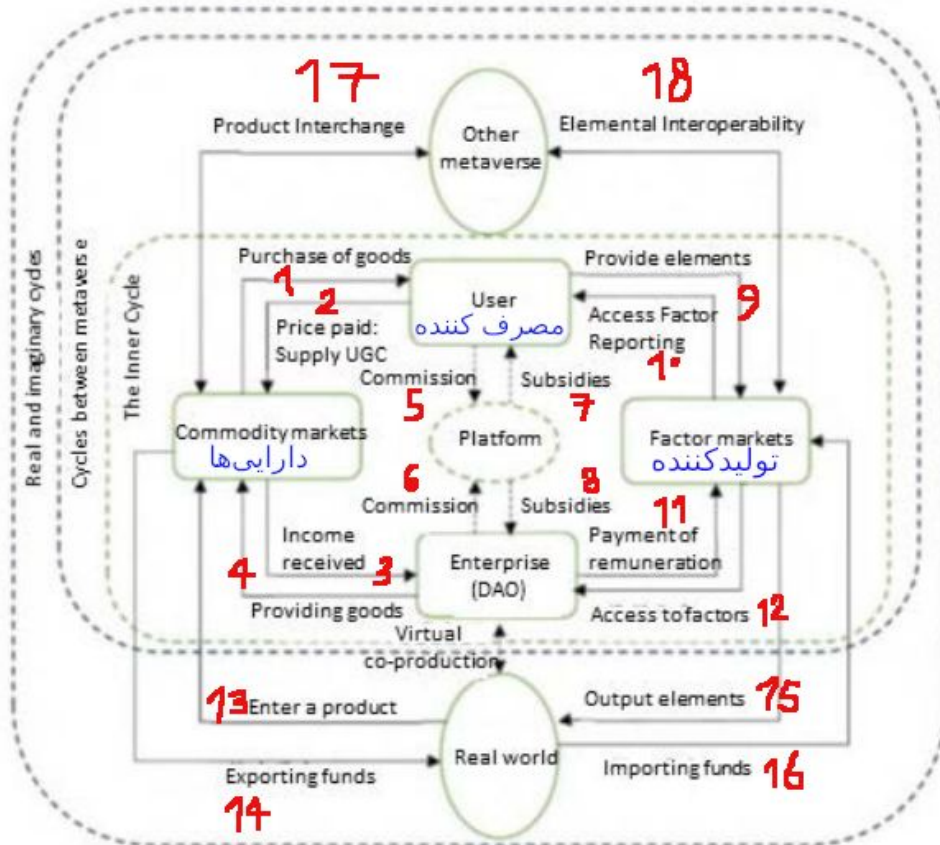 17
18
Product Interchange
Other
metaverse
Elemental Interoperability
Real and imaginary cycles
Cycles between metaverse
The Inner Cycle
Purchase of goods
1
2
Price paid:
Supply UGC
User
مصرف کننده
Provide elements
9
Access Factor
Reporting
1۰
Commission
5
Subsidies
7
Commodity markets
دارایی‌ها
Platform
Factor markets
تولیدکننده
6
Commission
8
Subsidies
11
Income
received
3
4
Providing goods
Enterprise
(DAO)
Payment of
remuneration
Access to factors
12
Virtual
co-production
13
Enter a product
Output elements
15
Real world
Exporting funds
14
Importing funds
16